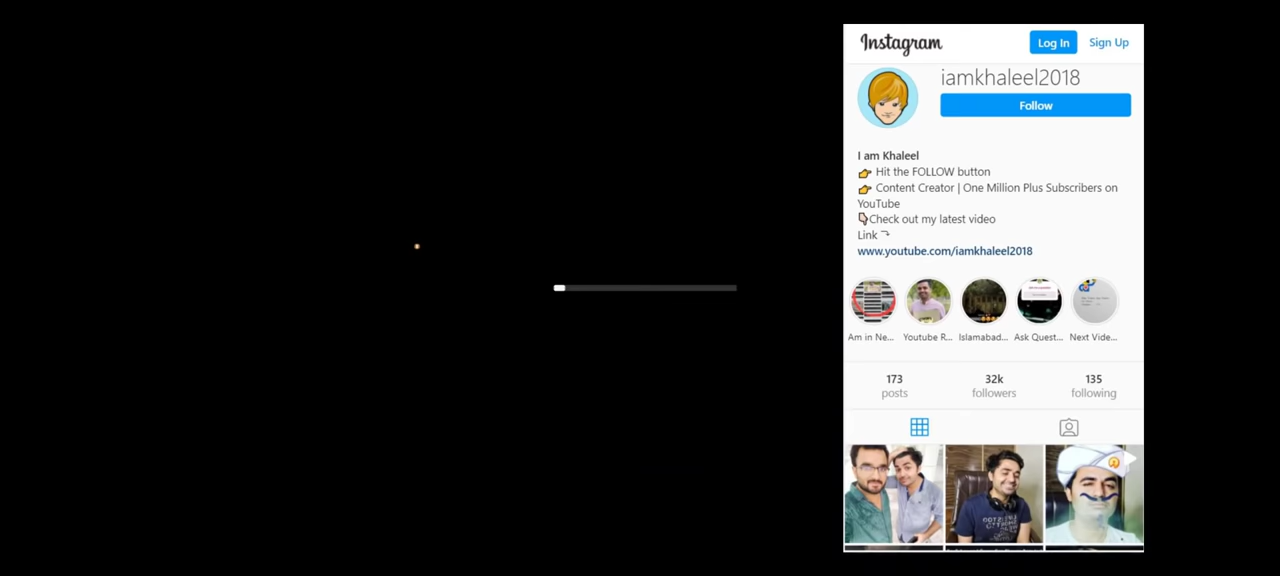 Instagram
Log In
Sign Up
iamkhaleel2018
Follow
I am Khaleel
👉 Hit the FOLLOW button
👉 Content Creator | One Million Plus Subscribers on
YouTube
👇Check out my latest video
Link ⤵
www.youtube.com/iamkhaleel2018
Am in Ne... Youtube R... Islamabad... Ask Quest... Next Vide...
173 32k 135
posts followers following